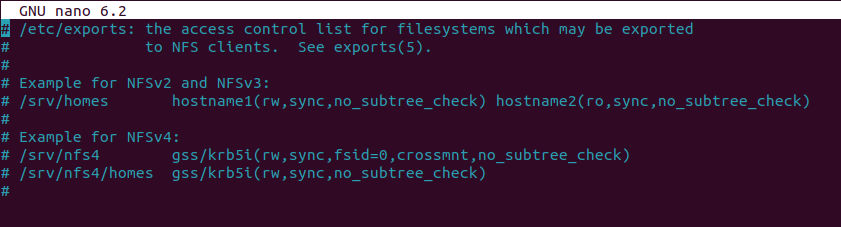 GNU nano 6.2
# /etc/exports: the access control list for filesystems which may be exported
#               to NFS clients.  See exports(5).
#
# Example for NFSv2 and NFSv3:
# /srv/homes       hostname1(rw,sync,no_subtree_check) hostname2(ro,sync,no_subtree_check)
#
# Example for NFSv4:
# /srv/nfs4        gss/krb5i(rw,sync,fsid=0,crossmnt,no_subtree_check)
# /srv/nfs4/homes  gss/krb5i(rw,sync,no_subtree_check)
#